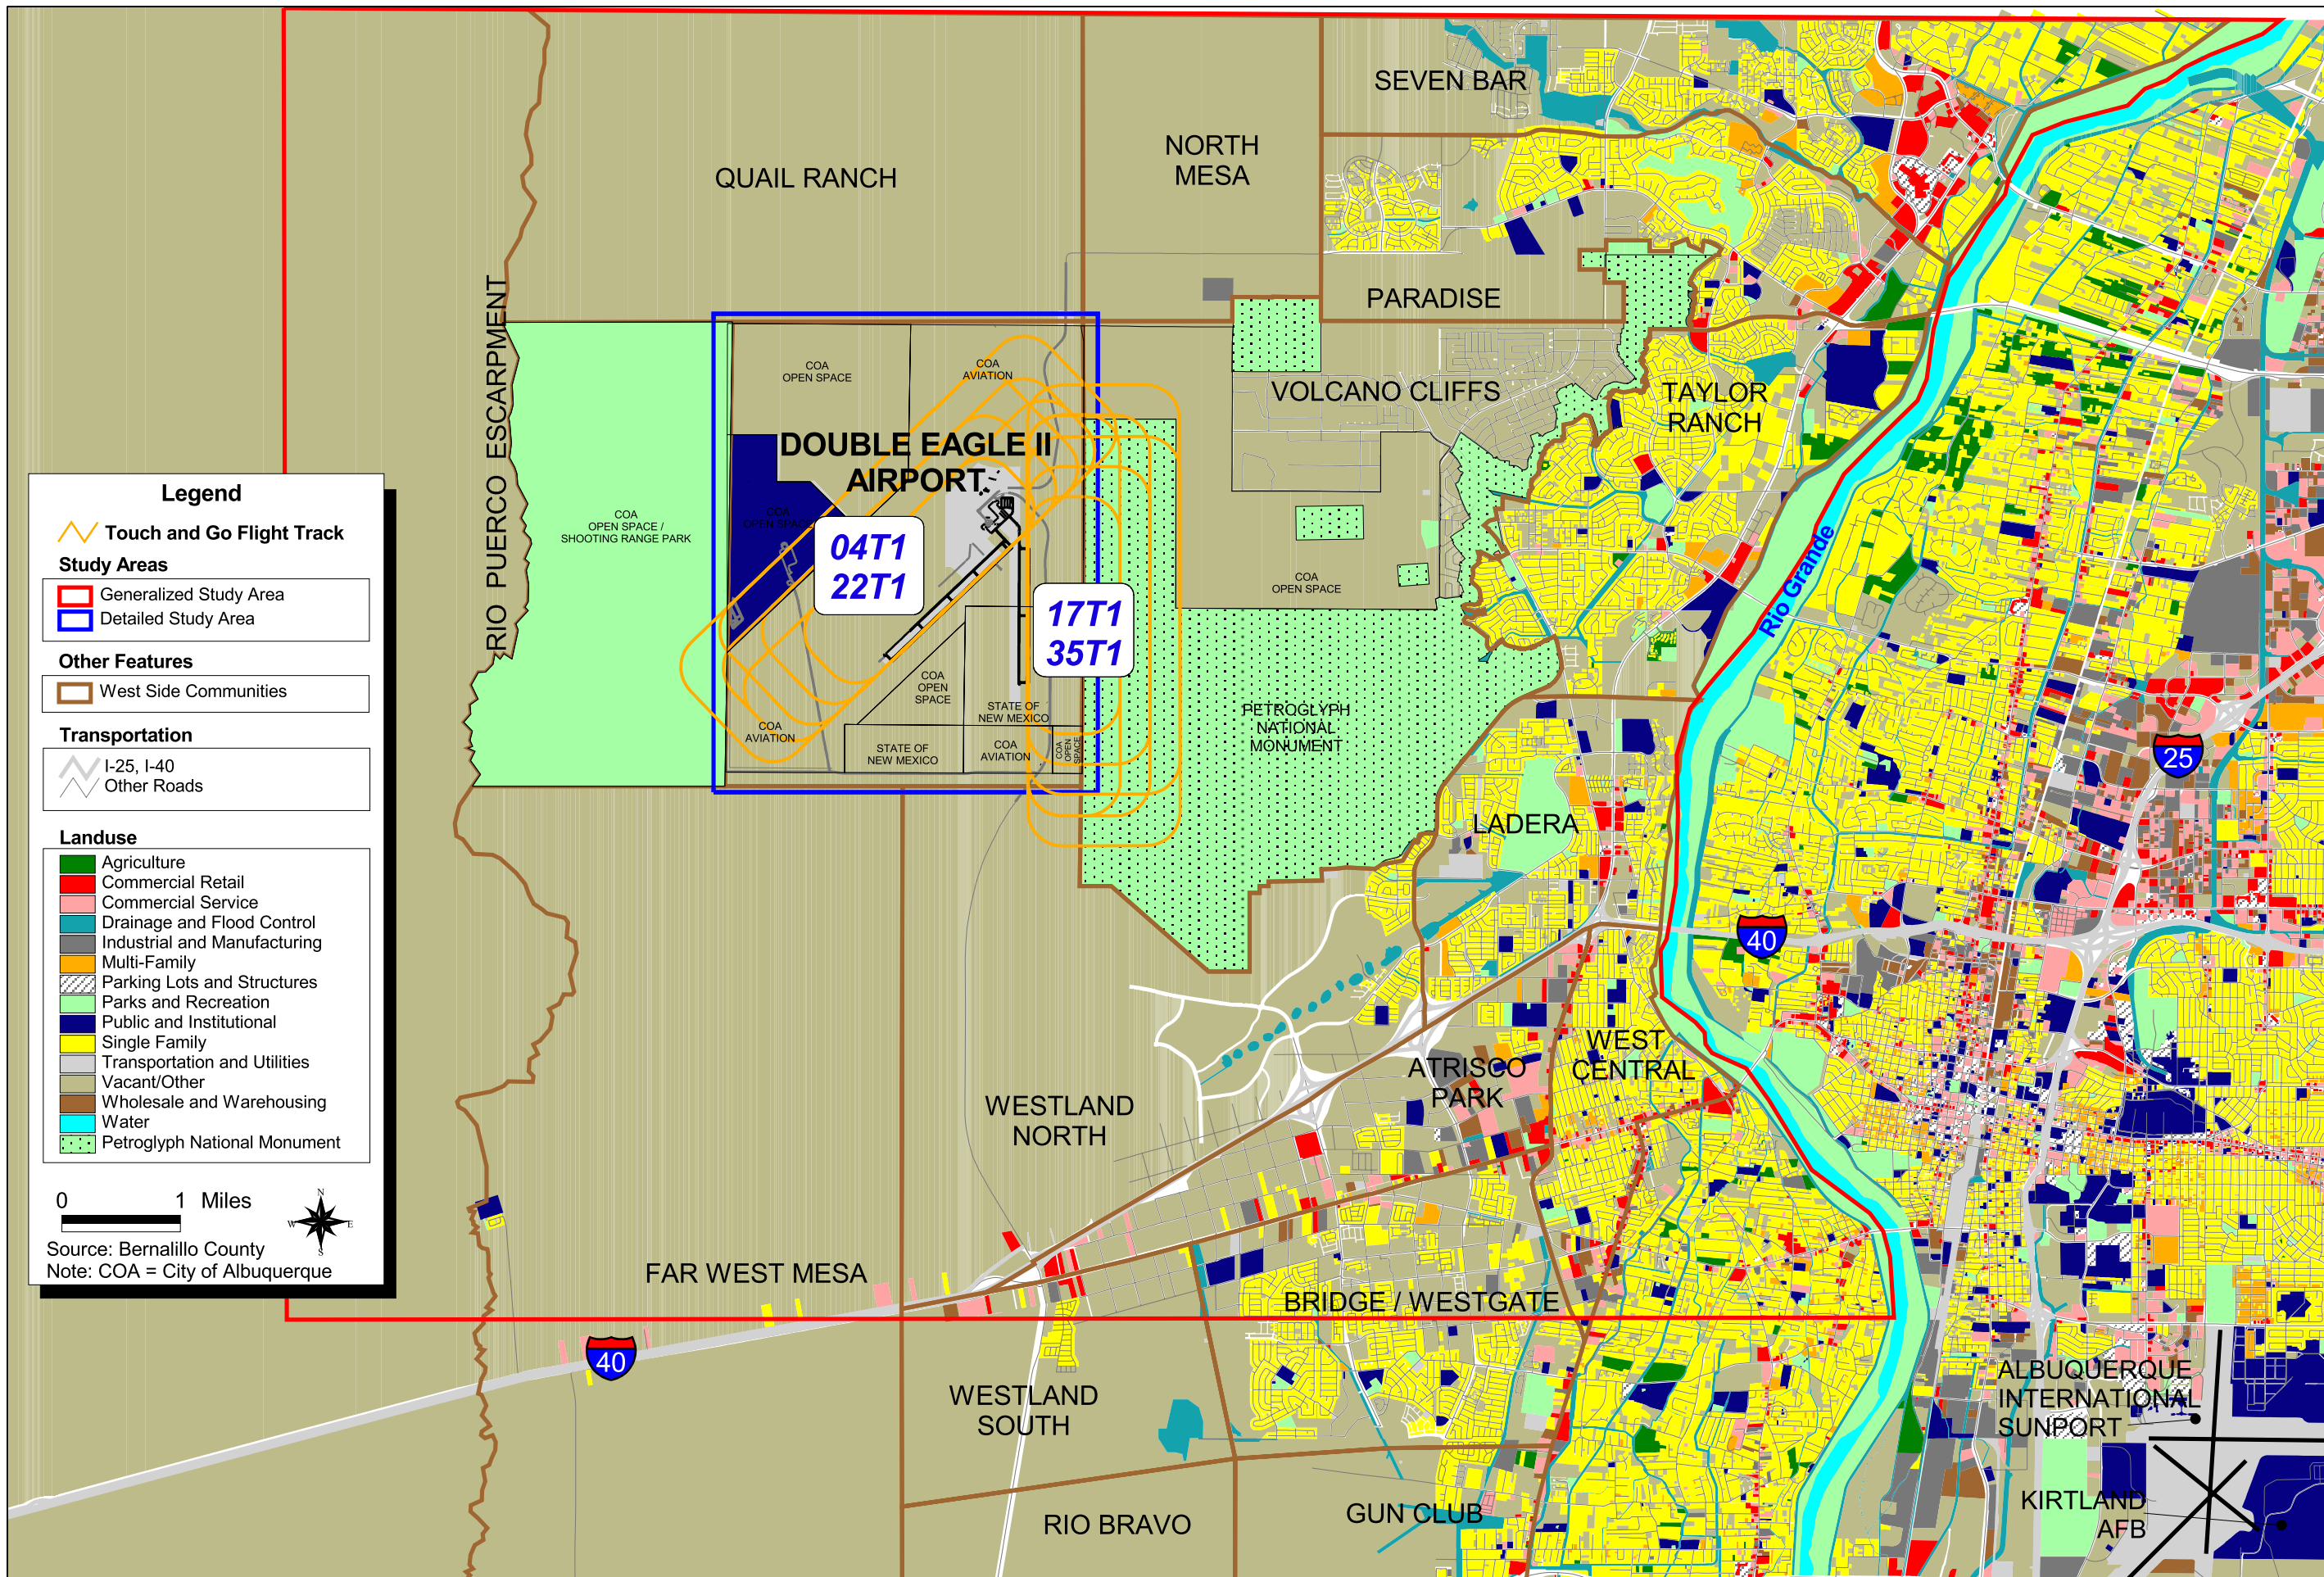 SEVEN BAR
NORTH
MESA
QUAIL RANCH
PARADISE
RIO PUERCO ESCARPMENT
VOLCANO CLIFFS
TAYLOR
RANCH
COA
OPEN SPACE
COA
AVIATION
DOUBLE EAGLE II
AIRPORT
COA
OPEN SPACE /
SHOOTING RANGE PARK
COA
OPEN SPACE
04T1
22T1
17T1
35T1
COA
OPEN SPACE
Rio Grande
COA
OPEN
SPACE
STATE OF
NEW MEXICO
COA
AVIATION
STATE OF
NEW MEXICO
COA
AVIATION
COA
OPEN
SPACE
PETROGLYPH
NATIONAL
MONUMENT
25
LADERA
40
WEST
CENTRAL
ATRISCO
PARK
WESTLAND
NORTH
FAR WEST MESA
BRIDGE / WESTGATE
40
WESTLAND
SOUTH
ALBUQUERQUE
INTERNATIONAL
SUNPORT
KIRTLAND
AFB
RIO BRAVO
GUN CLUB
Legend
Touch and Go Flight Track
Study Areas
Generalized Study Area
Detailed Study Area
Other Features
West Side Communities
Transportation
I-25, I-40
Other Roads
Landuse
Agriculture
Commercial Retail
Commercial Service
Drainage and Flood Control
Industrial and Manufacturing
Multi-Family
Parking Lots and Structures
Parks and Recreation
Public and Institutional
Single Family
Transportation and Utilities
Vacant/Other
Wholesale and Warehousing
Water
Petroglyph National Monument
0 1 Miles
N
W E
S
Source: Bernalillo County
Note: COA = City of Albuquerque